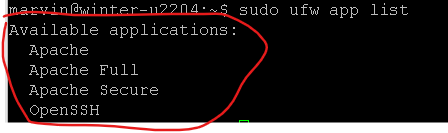 marvin@winter-u2204:~$ sudo ufw app list
Available applications:
  Apache
  Apache Full
  Apache Secure
  OpenSSH